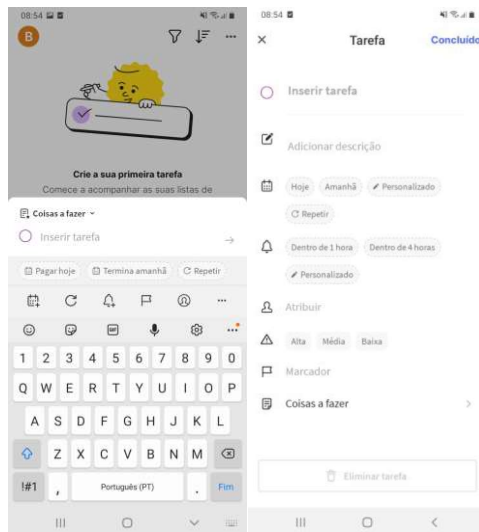 08:54
B
Crie a sua primeira tarefa
Comece a acompanhar as suas listas de
Coisas a fazer
Inserir tarefa
Pagar hoje
Termina amanhã
Repetir
GIF
1 2 3 4 5 6 7 8 9 0
Q W E R T Y U I O P
A S D F G H J K L
Z X C V B N M
!#1 , Português (PT) . Fim
08:54
Tarefa
Concluído
Inserir tarefa
Adicionar descrição
Hoje Amanhã Personalizado
Repetir
Dentro de 1 hora Dentro de 4 horas
Personalizado
Atribuir
Alta Média Baixa
Marcador
Coisas a fazer
Eliminar tarefa